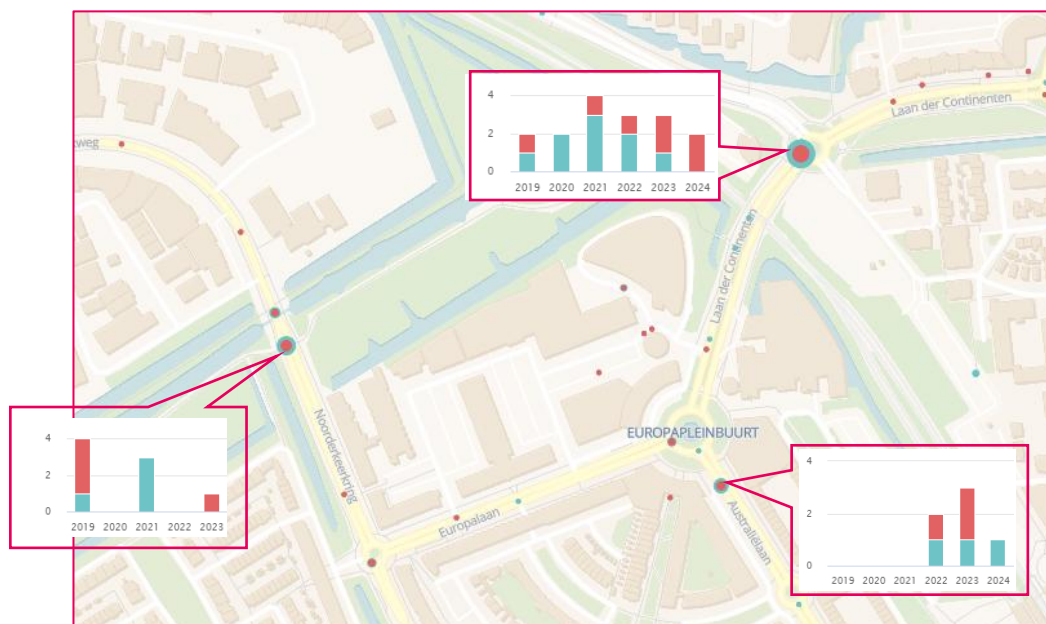 4
2
0
2019 2020 2021 2022 2023 2024
Laan der Continenten
weg
Laan der Continenten
EUROPAPLEINBUURT
4
2
0
2019 2020 2021 2022 2023
Noorderkeerkring
Europalaan
Australiëlaan
4
2
0
2019 2020 2021 2022 2023 2024